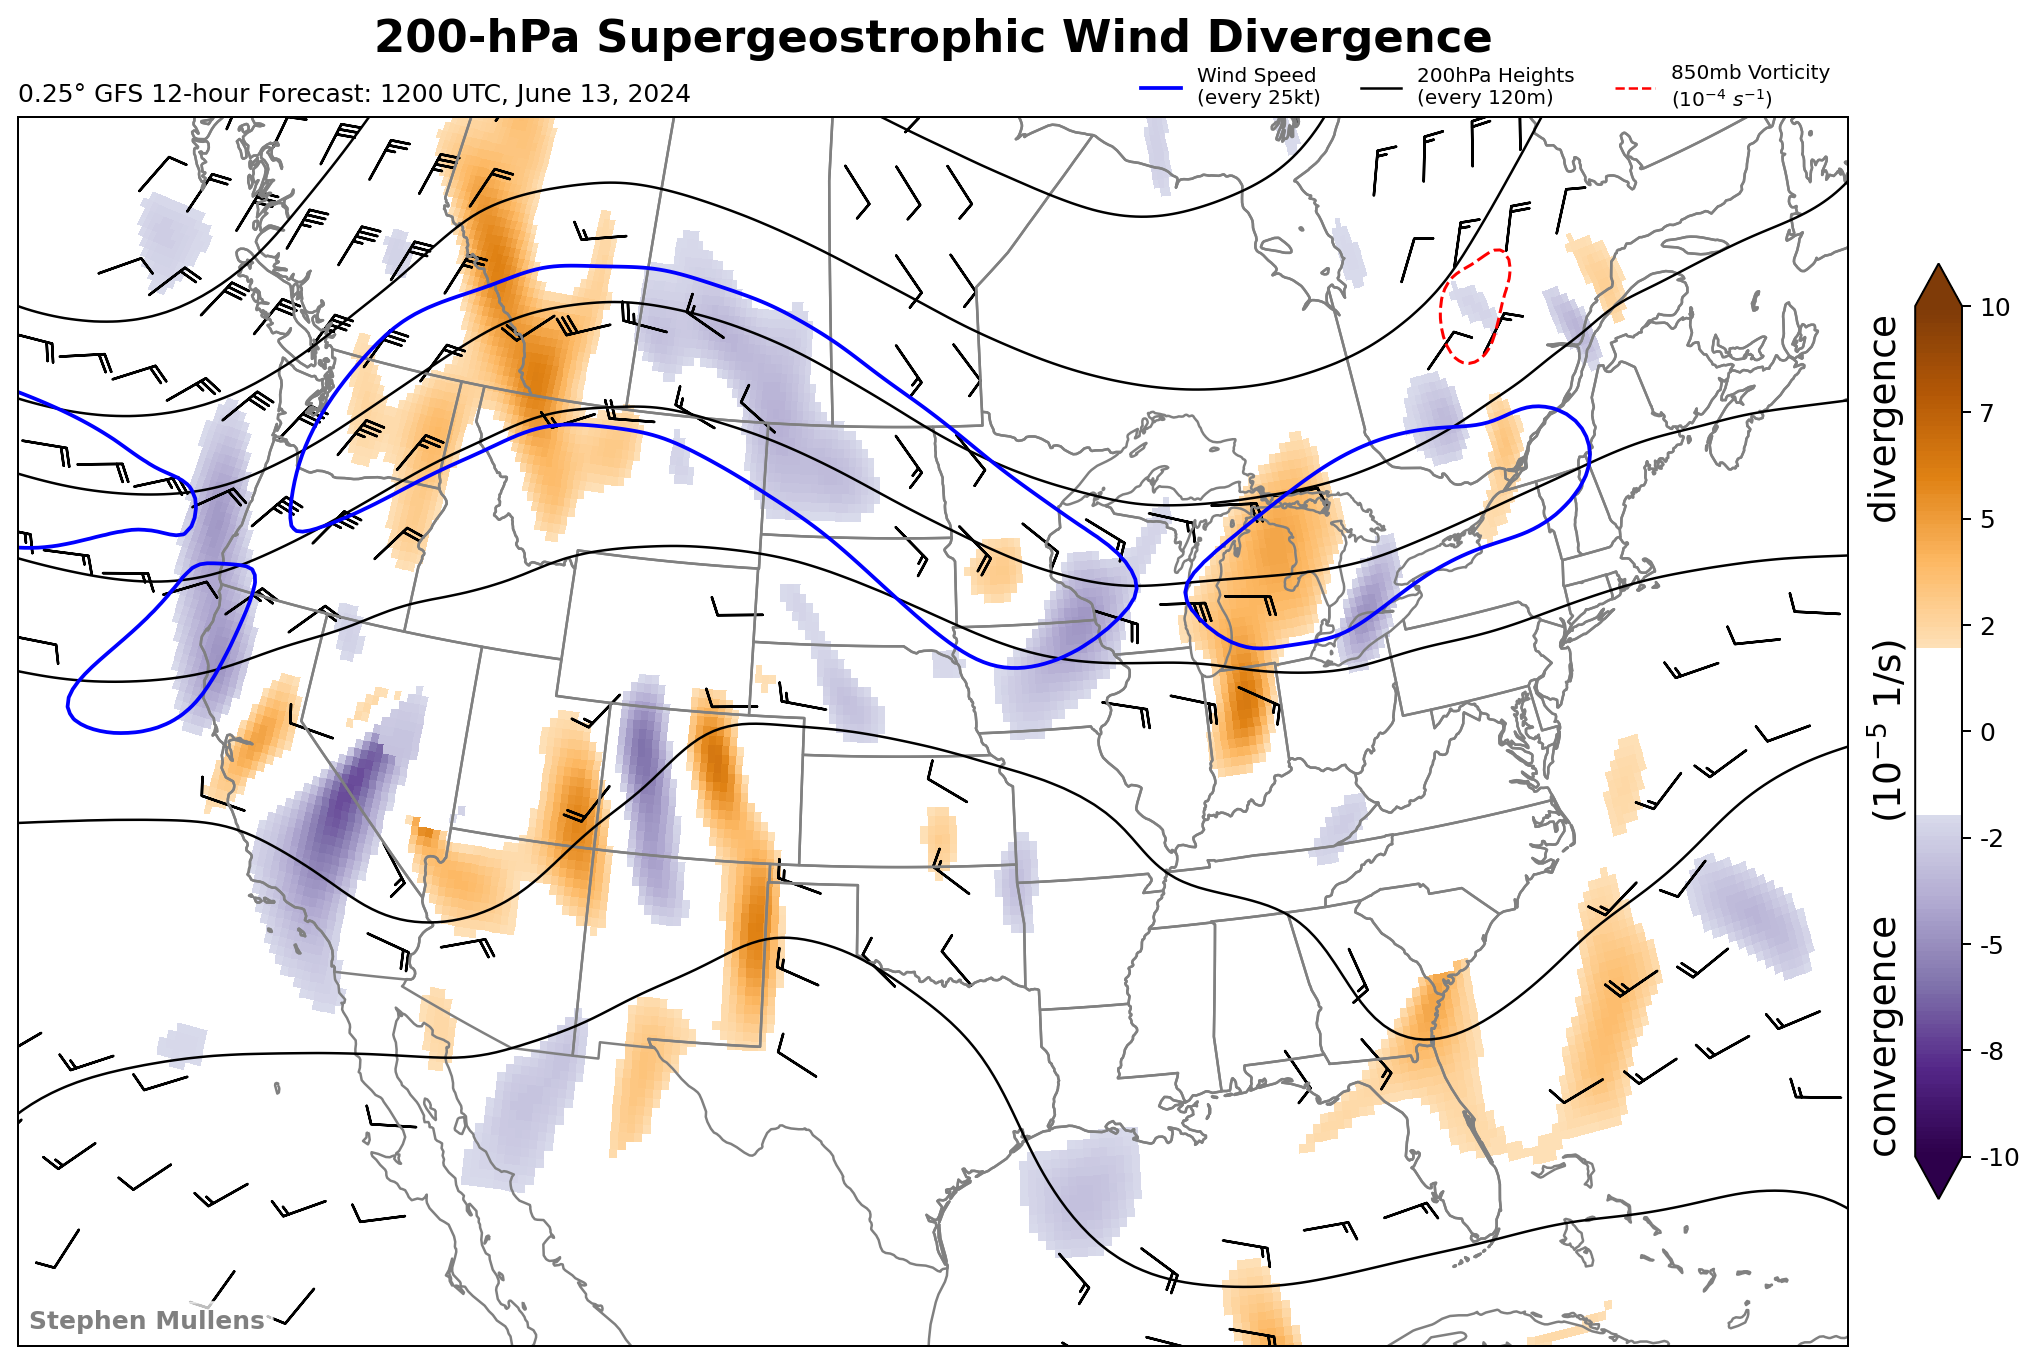 200-hPa Supergeostrophic Wind Divergence
0.25° GFS 12-hour Forecast: 1200 UTC, June 13, 2024
Wind Speed
(every 25kt)
200hPa Heights
(every 120m)
850mb Vorticity
(10⁻⁴ s⁻¹)
10
7
5
2
0
-2
-5
-8
-10
convergence (10⁻⁵ 1/s) divergence
Stephen Mullens